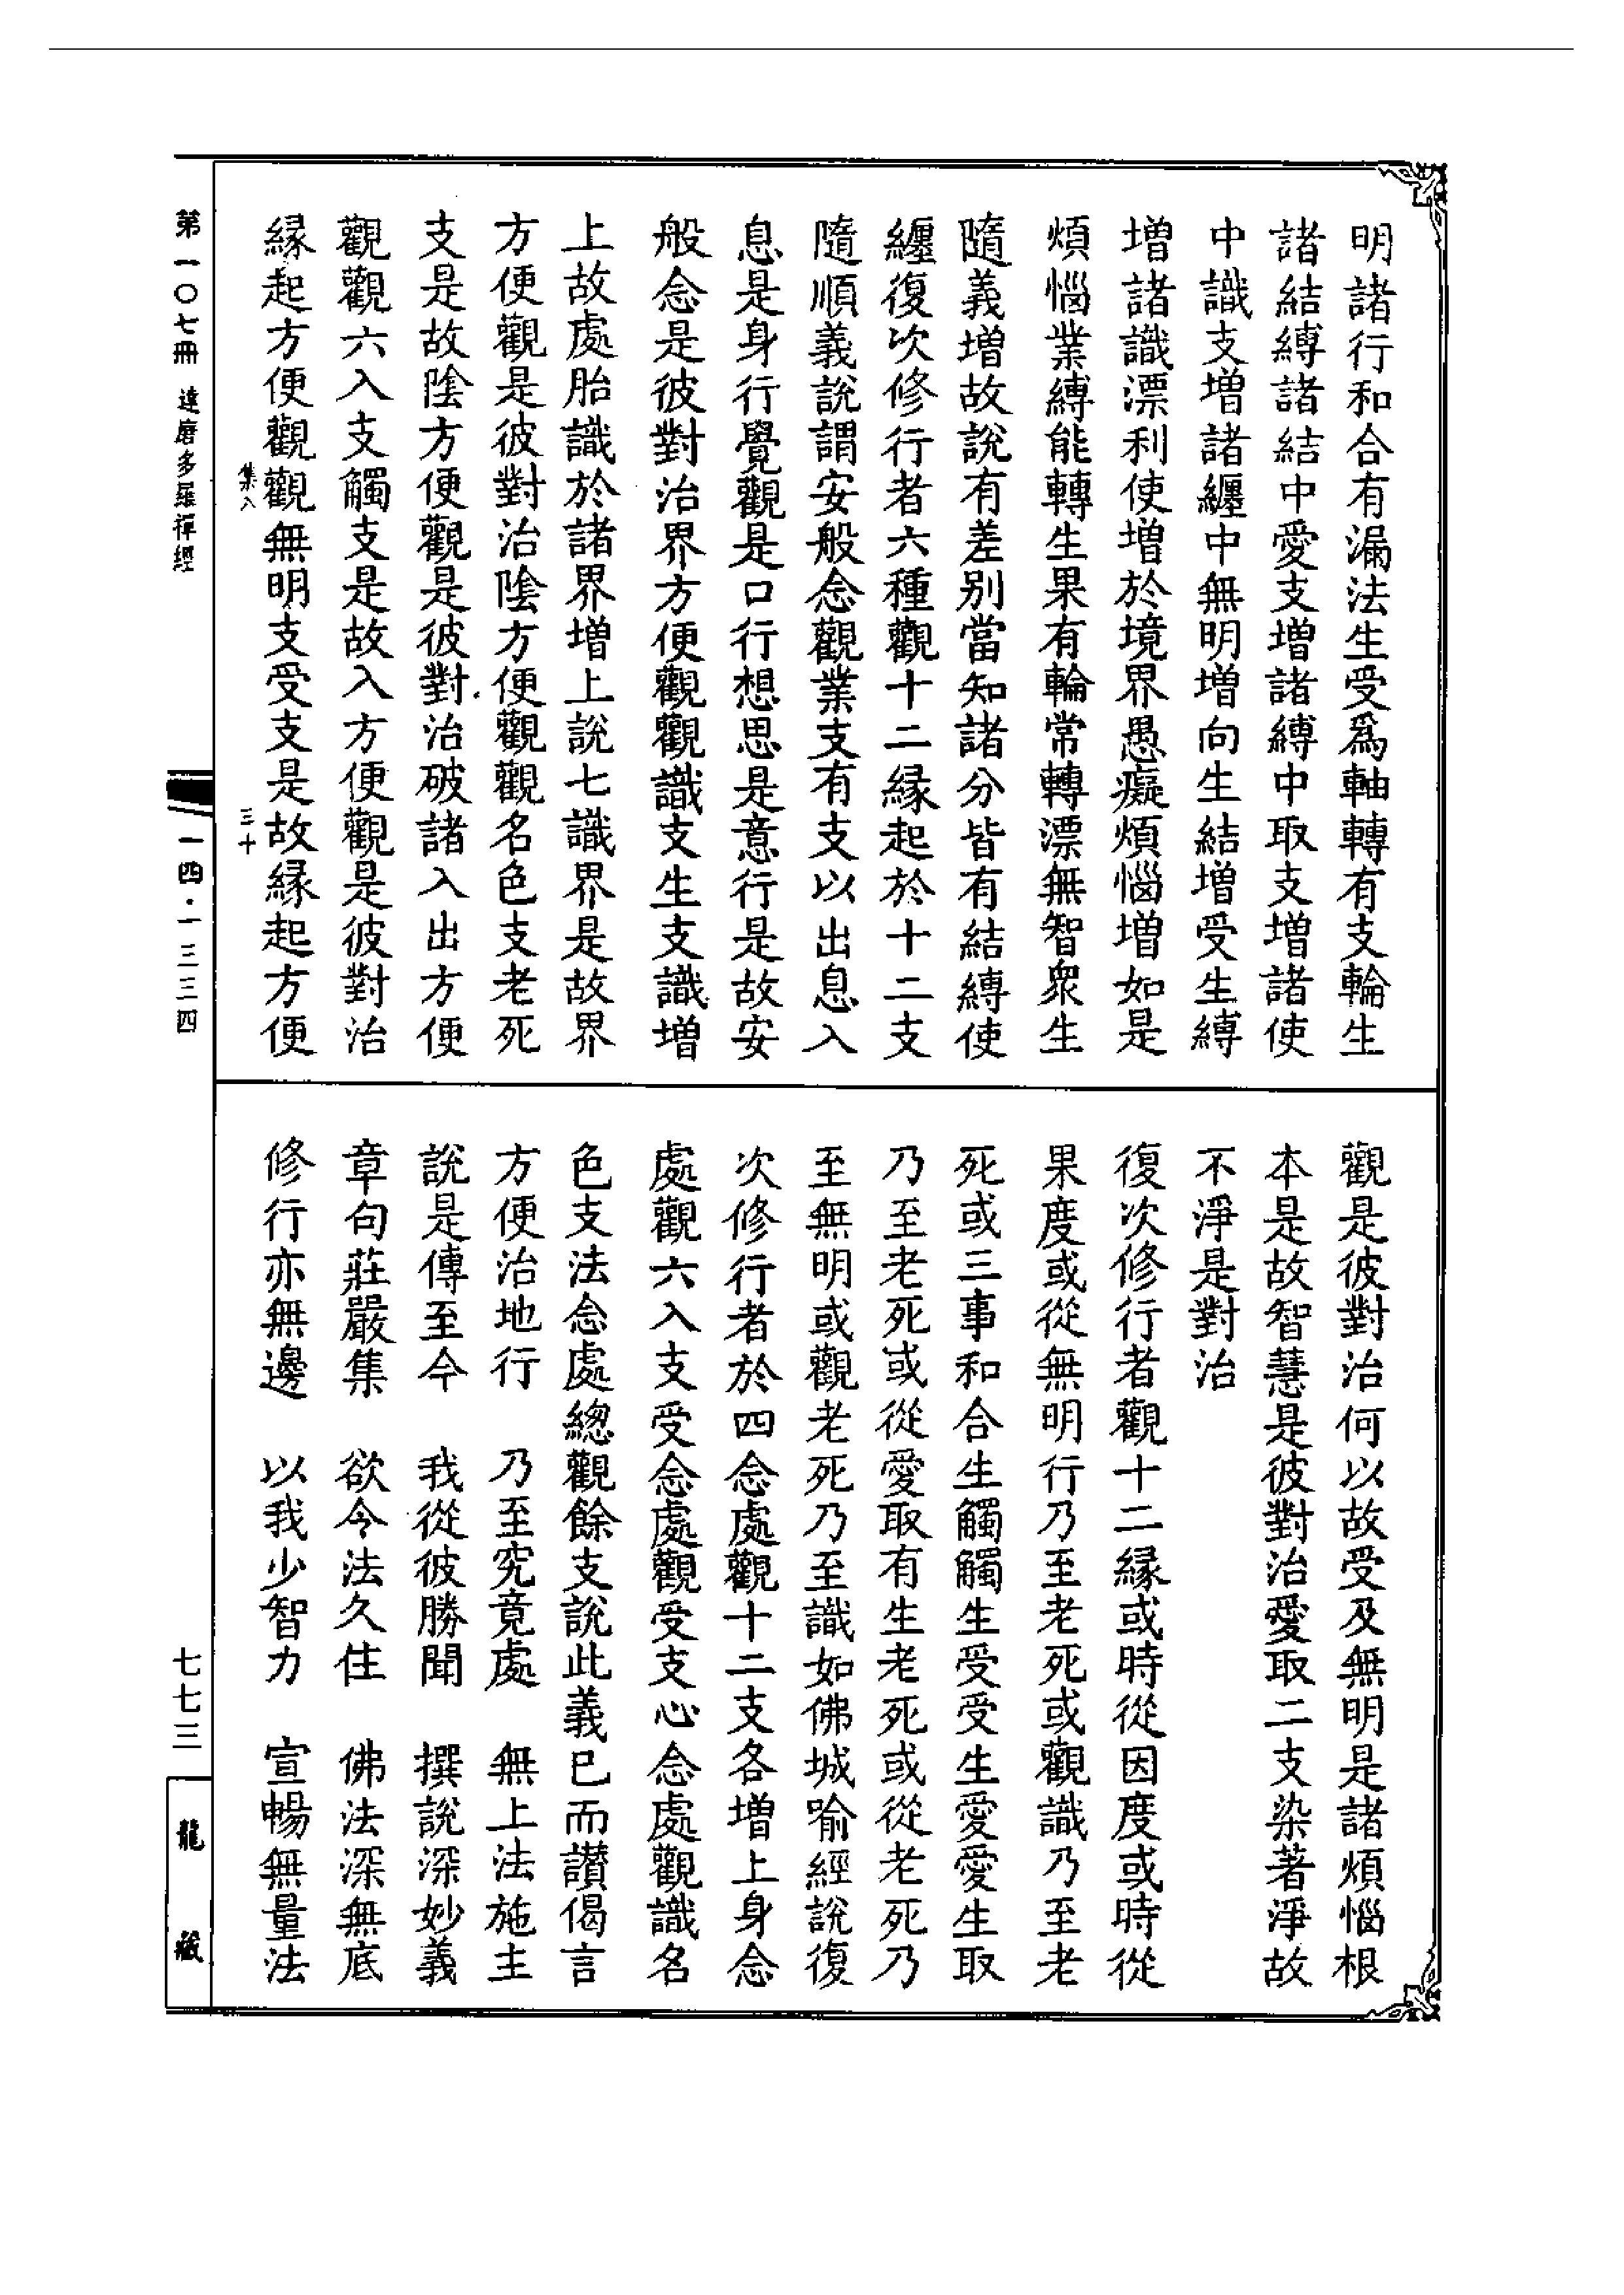 明諸行和合有漏法生受爲軸轉有支輪生
諸結縛諸結中愛支增諸縛中取支增諸使
中識支增諸纏中無明增向生結增受生縛
增諸識漂利使增於境界愚癡煩惱增如是
煩惱業縛能轉生果有輪常轉漂無智衆生
隨義增故說有差别當知諸分皆有結縛使
纏復次修行者六種觀十二緣起於十二支
隨順義說謂安般念觀業支有支以出息入
息是身行覺觀是口行想思是意行是故安
般念是彼對治界方便觀觀識支生支識增
上故處胎識於諸界增上說七識界是故界
方便觀是彼對治陰方便觀觀名色支老死
支是故陰方便觀是彼對治破諸入出方便
觀觀六入支觸支是故入方便觀是彼對治
緣起方便觀觀無明支受支是故緣起方便
集八 三十
觀是彼對治何以故受及無明是諸煩惱根
本是故智慧是彼對治愛取二支染著淨故
不淨是對治
復次修行者觀十二緣或時從因度或時從
果度或從無明行乃至老死或觀識乃至老
死或三事和合生觸觸生受受生愛愛生取
乃至老死或從愛取有生老死或從老死乃
至無明或觀老死乃至識如佛城喻經說復
次修行者於四念處觀十二支各增上身念
處觀六入支受念處觀受支心念處觀識名
色支法念處總觀餘支說此義已而讚偈言
方便治地行 乃至究竟處 無上法施主
說是傳至今 我從彼勝聞 撰說深妙義
章句莊嚴集 欲令法久住 佛法深無底
修行亦無邊 以我少智力 宣暢無量法
第一〇七冊 達磨多羅禪經
一四·一三三四
七七三
龍藏